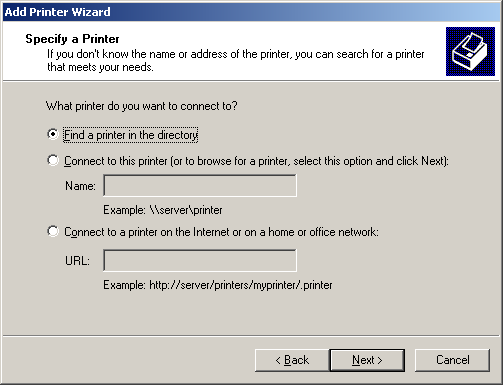 Add Printer Wizard
Specify a Printer
If you don't know the name or address of the printer, you can search for a printer
that meets your needs.
What printer do you want to connect to?
Find a printer in the directory
Connect to this printer (or to browse for a printer, select this option and click Next):
Name:
Example: \\server\printer
Connect to a printer on the Internet or on a home or office network:
URL:
Example: http://server/printers/myprinter/.printer
< Back
Next >
Cancel